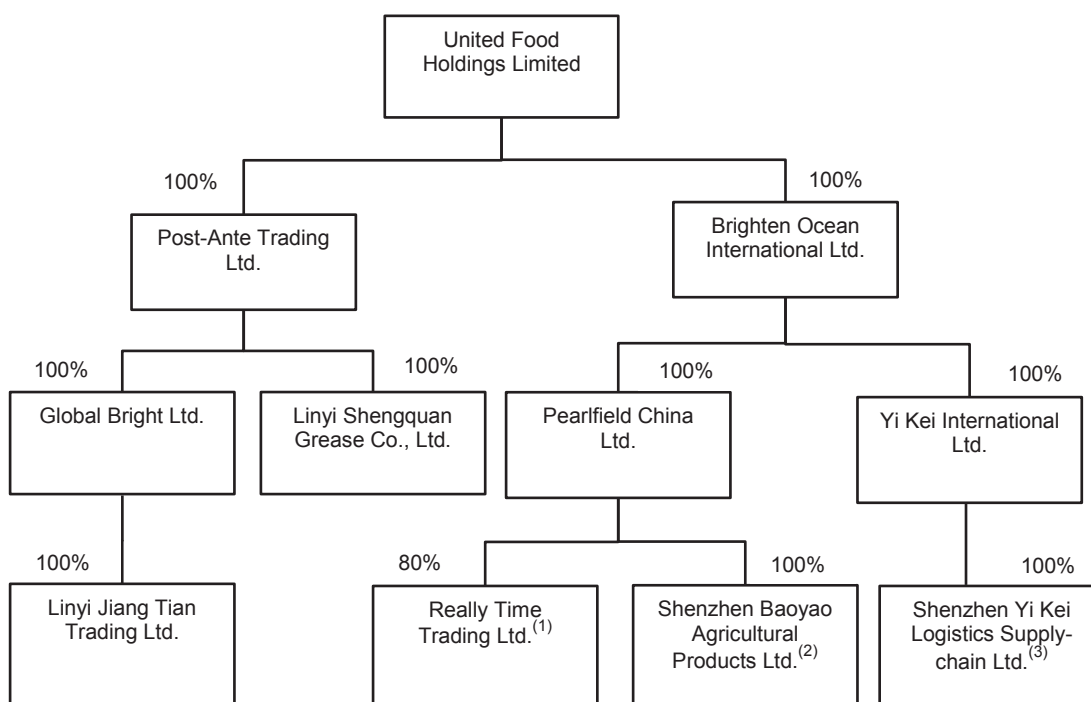 United Food
Holdings Limited
100%
100%
Post-Ante Trading
Ltd.
Brighten Ocean
International Ltd.
100%
100%
100%
100%
Global Bright Ltd.
Linyi Shengquan
Grease Co., Ltd.
Pearlfield China
Ltd.
Yi Kei International
Ltd.
100%
80%
100%
100%
Linyi Jiang Tian
Trading Ltd.
Really Time
Trading Ltd.(1)
Shenzhen Baoyao
Agricultural
Products Ltd.(2)
Shenzhen Yi Kei
Logistics Supply-
chain Ltd.(3)